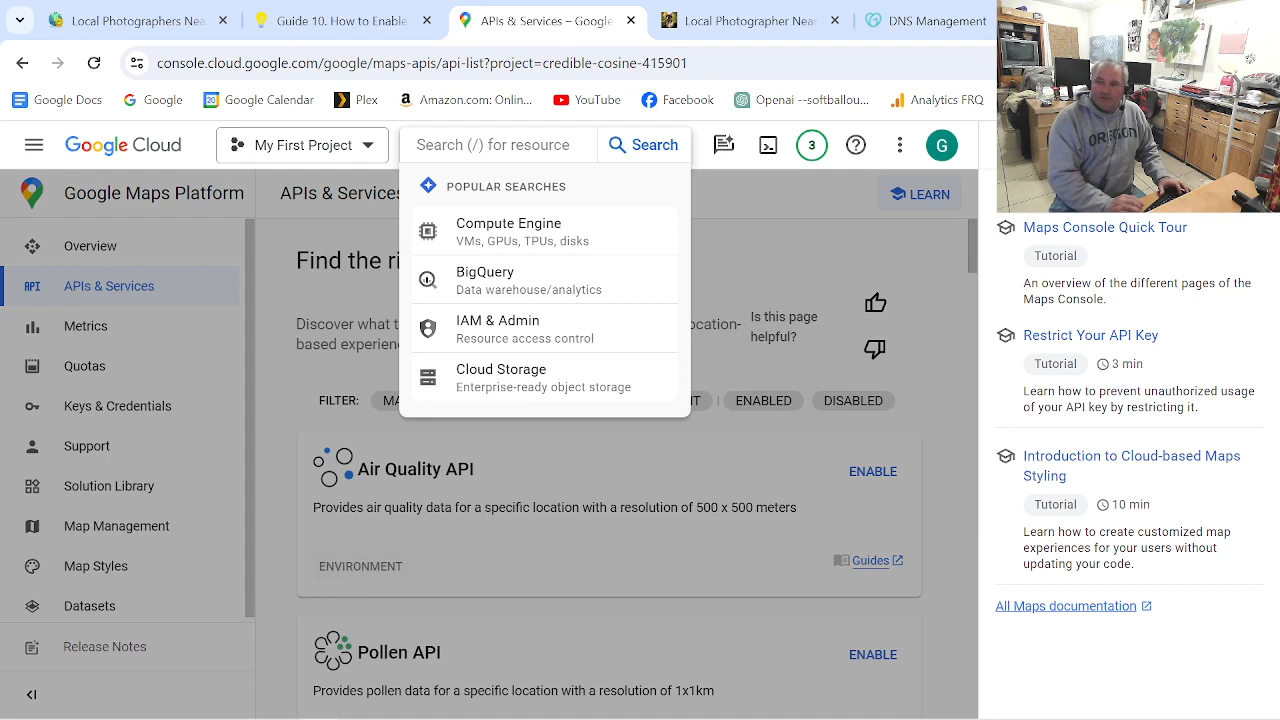 Local Photographers Near
Guide 10. How to Enable
APIs & Services – Google
Local Photographer Near
DNS Management
console.cloud.google.com/google/maps-apis/api-list?project=credible-cosine-415901
Google Docs
Google
Google Calendar
Plex
Amazon.com: Onlin...
YouTube
Facebook
Openai --softballou...
Analytics FRQ
Google Cloud
My First Project
Search (/) for resource
Search
3
G
Google Maps Platform
APIs & Services
LEARN
POPULAR SEARCHES
Compute Engine
VMs, GPUs, TPUs, disks
BigQuery
Data warehouse/analytics
IAM & Admin
Resource access control
Cloud Storage
Enterprise-ready object storage
Overview
API APIs & Services
Metrics
Quotas
Keys & Credentials
Support
Solution Library
Map Management
Map Styles
Datasets
Release Notes
Find the
Discover what
based
Is this page
helpful?
FILTER:
ENABLED
DISABLED
Air Quality API
ENABLE
Provides air quality data for a specific location with a resolution of 500 x 500 meters
ENVIRONMENT
Guides
Pollen API
ENABLE
Provides pollen data for a specific location with a resolution of 1x1km
OREGON
Maps Console Quick Tour
Tutorial
An overview of the different pages of the
Maps Console.
Restrict Your API Key
Tutorial
3 min
Learn how to prevent unauthorized usage
of your API key by restricting it.
Introduction to Cloud-based Maps
Styling
Tutorial
10 min
Learn how to create customized map
experiences for your users without
updating your code.
All Maps documentation